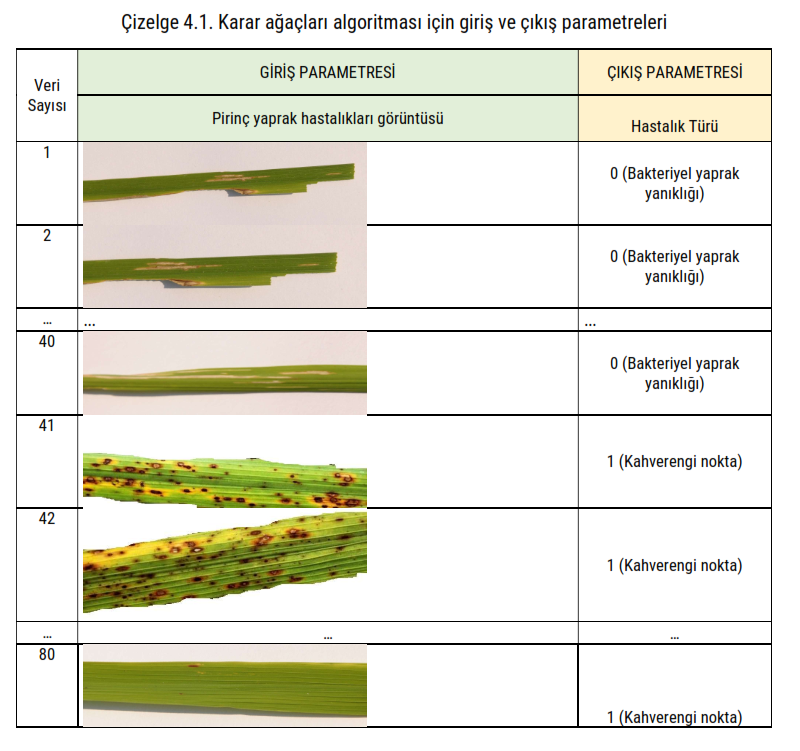 Çizelge 4.1. Karar ağaçları algoritması için giriş ve çıkış parametreleri
Veri
Sayısı
GİRİŞ PARAMETRESİ
ÇIKIŞ PARAMETRESİ
Pirinç yaprak hastalıkları görüntüsü
Hastalık Türü
1
0 (Bakteriyel yaprak
yanıklığı)
2
0 (Bakteriyel yaprak
yanıklığı)
... ... ...
40
0 (Bakteriyel yaprak
yanıklığı)
41
1 (Kahverengi nokta)
42
1 (Kahverengi nokta)
... ... ...
80
1 (Kahverengi nokta)